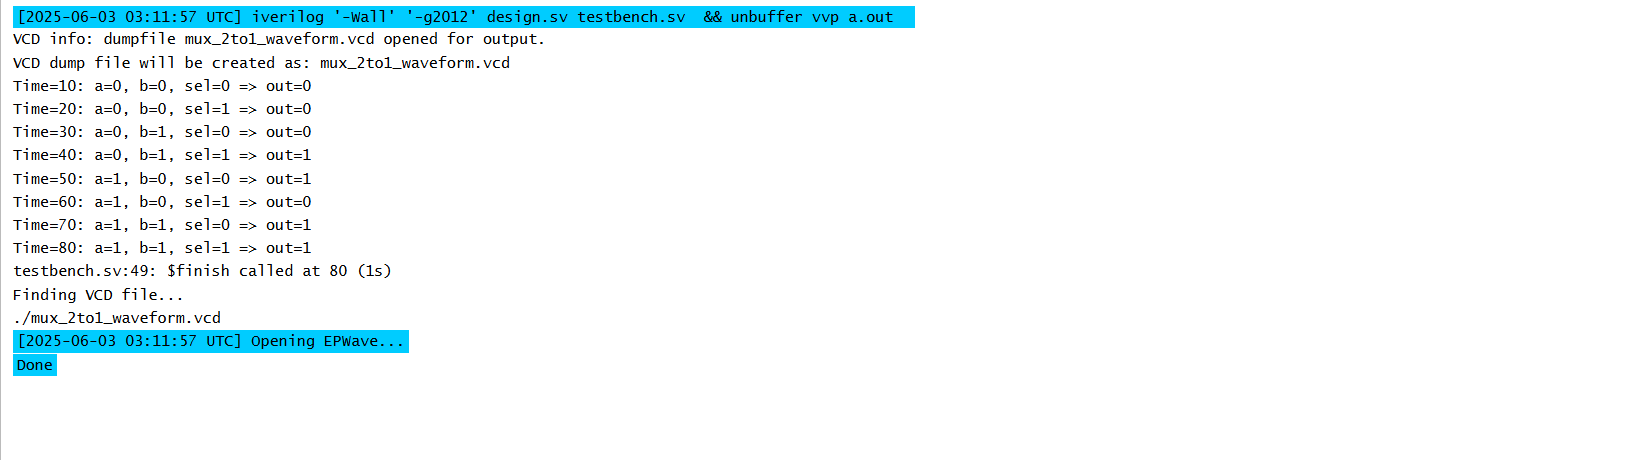 [2025-06-03 03:11:57 UTC] iverilog '-Wall' '-g2012' design.sv testbench.sv  && unbuffer vvp a.out
VCD info: dumpfile mux_2to1_waveform.vcd opened for output.
VCD dump file will be created as: mux_2to1_waveform.vcd
Time=10: a=0, b=0, sel=0 => out=0
Time=20: a=0, b=0, sel=1 => out=0
Time=30: a=0, b=1, sel=0 => out=0
Time=40: a=0, b=1, sel=1 => out=1
Time=50: a=1, b=0, sel=0 => out=1
Time=60: a=1, b=0, sel=1 => out=0
Time=70: a=1, b=1, sel=0 => out=1
Time=80: a=1, b=1, sel=1 => out=1
testbench.sv:49: $finish called at 80 (1s)
Finding VCD file...
./mux_2to1_waveform.vcd
[2025-06-03 03:11:57 UTC] Opening EPWave...
Done